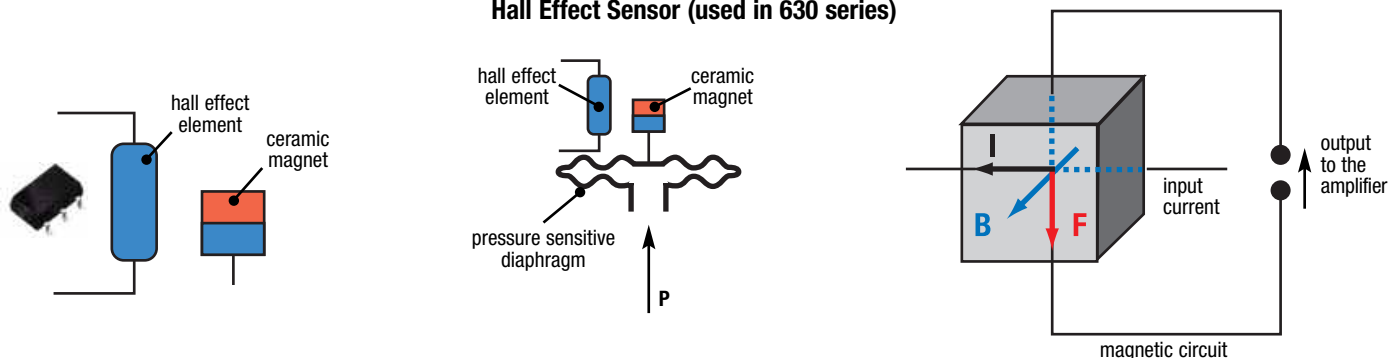 Hall Effect Sensor (used in 630 series)
hall effect
element
ceramic
magnet
hall effect
element
ceramic
magnet
pressure sensitive
diaphragm
P
I
B
F
input
current
output
to the
amplifier
magnetic circuit